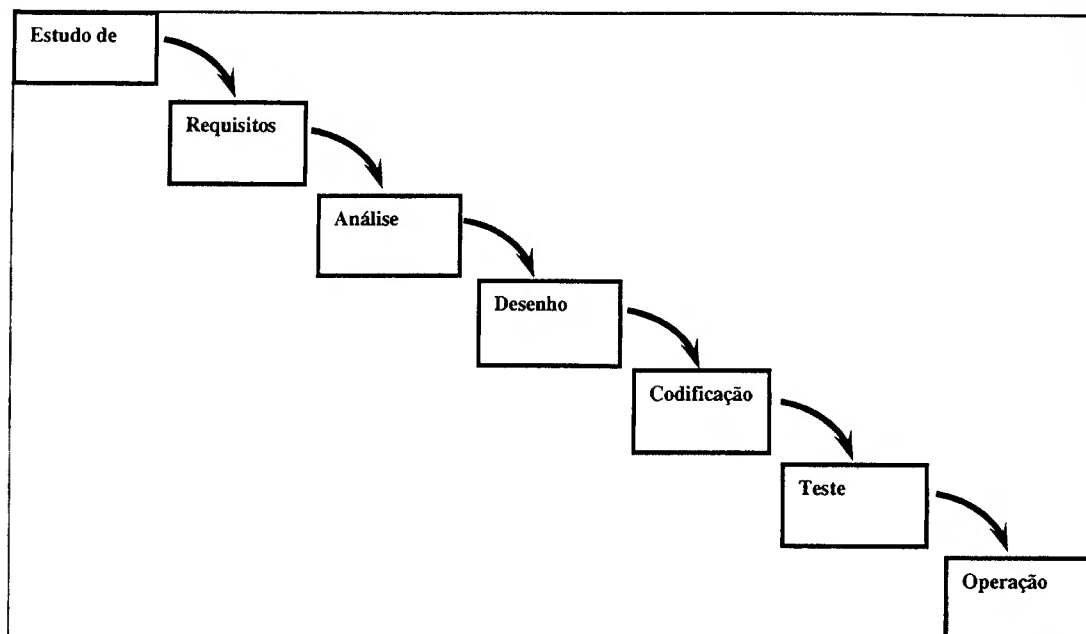 Estudo de
Requisitos
Análise
Desenho
Codificação
Teste
Operação